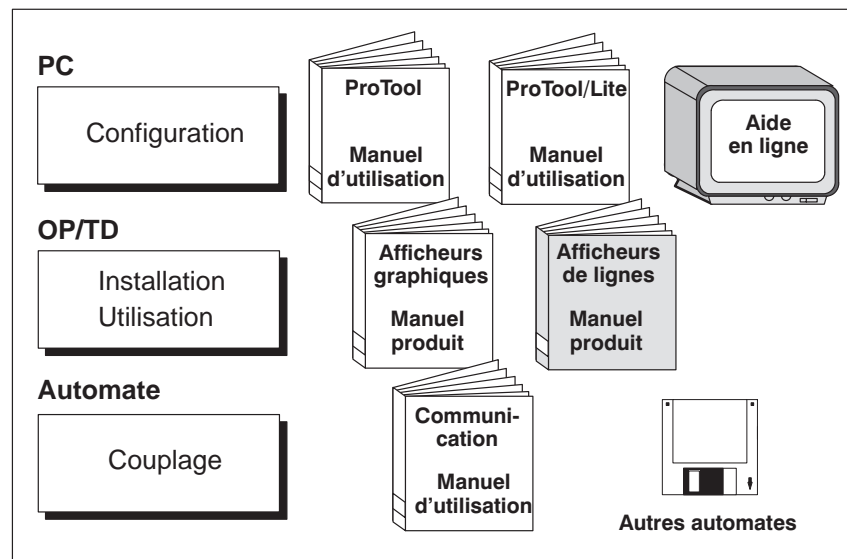 PC
Configuration
ProTool
Manuel
d'utilisation
ProTool/Lite
Manuel
d'utilisation
Aide
en ligne
OP/TD
Installation
Utilisation
Afficheurs
graphiques
Manuel
produit
Afficheurs
de lignes
Manuel
produit
Automate
Couplage
Communi-
cation
Manuel
d'utilisation
Autres automates